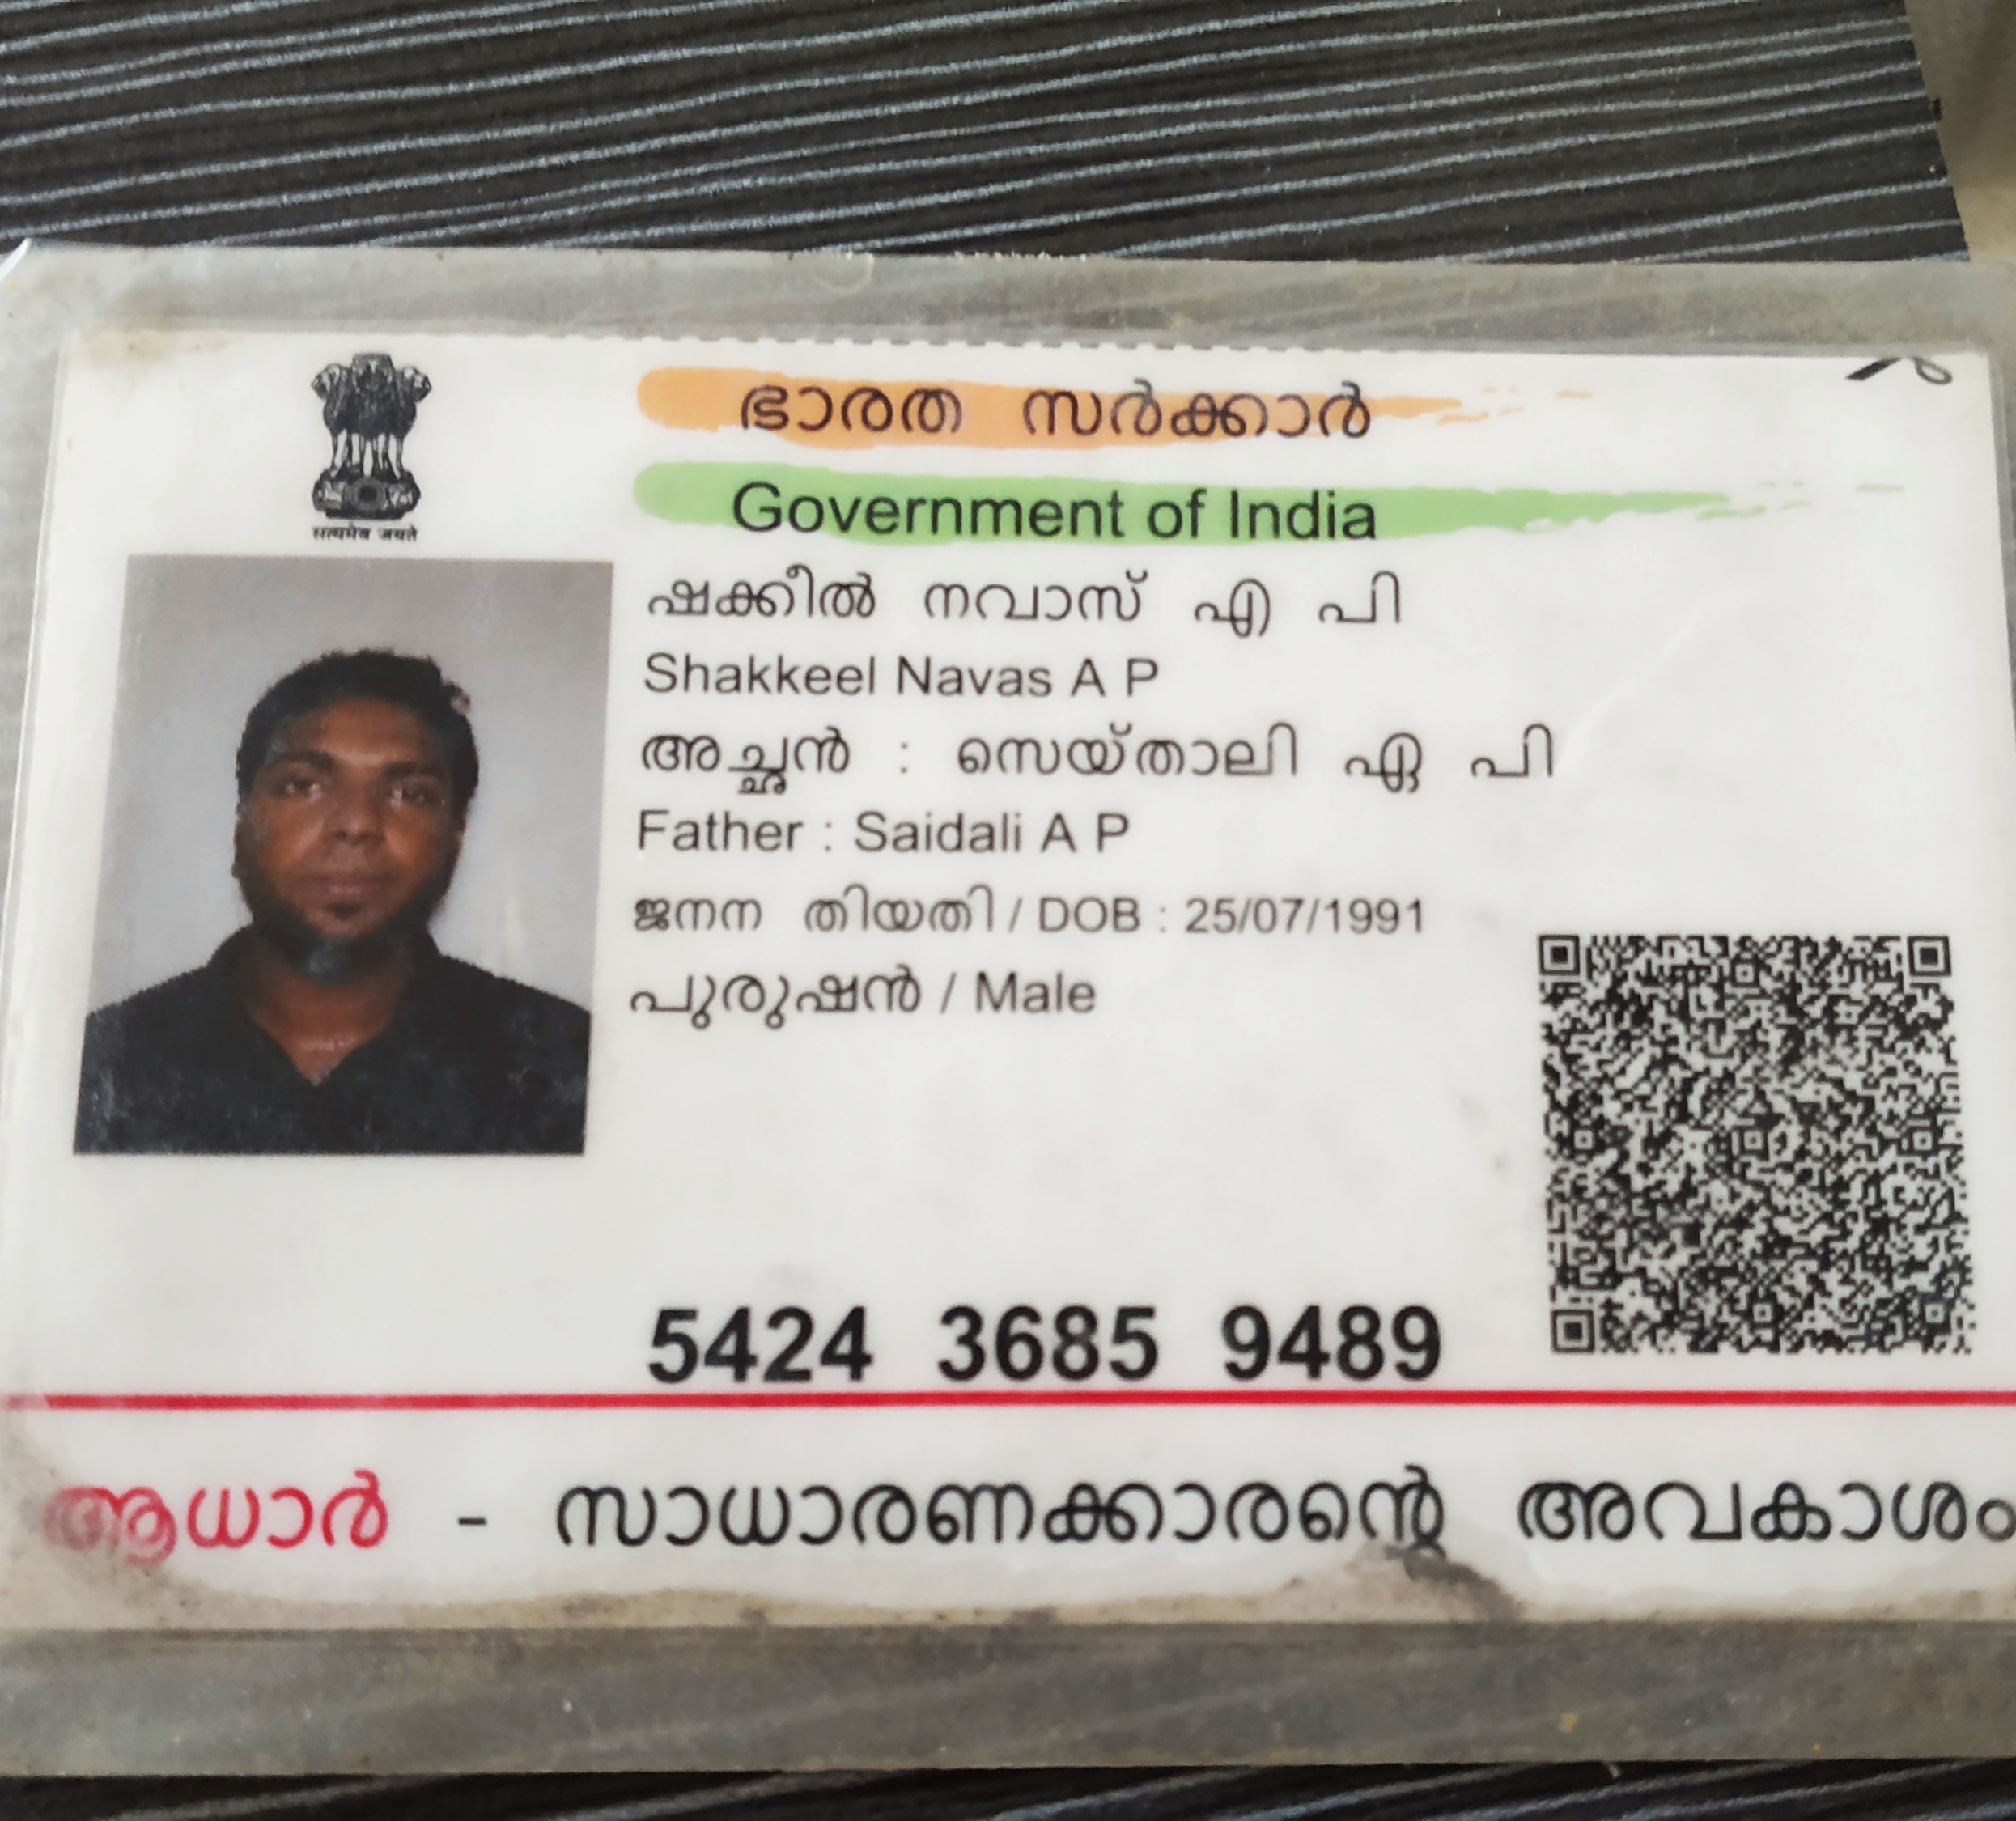 सत्यमेव जयते
ഭാരത സർക്കാർ
Government of India
ഷക്കീൽ നവാസ് എ പി
Shakkeel Navas A P
അച്ഛൻ : സെയ്താലി ഏ പി
Father : Saidali A P
ജനന തിയതി / DOB : 25/07/1991
പുരുഷൻ / Male
5424 3685 9489
ആധാർ - സാധാരണക്കാരന്റെ അവകാശം